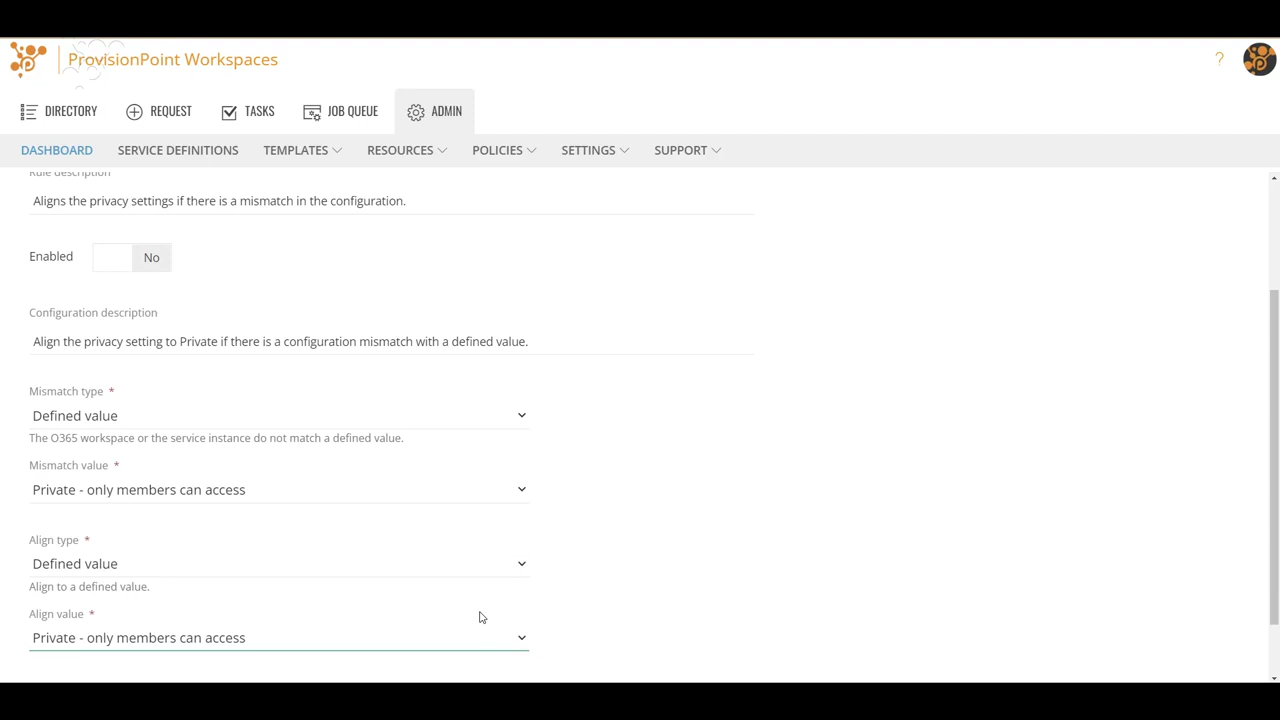 ProvisionPoint Workspaces
?
DIRECTORY REQUEST TASKS JOB QUEUE ADMIN
DASHBOARD SERVICE DEFINITIONS TEMPLATES RESOURCES POLICIES SETTINGS SUPPORT
Rule description
Aligns the privacy settings if there is a mismatch in the configuration.
Enabled No
Configuration description
Align the privacy setting to Private if there is a configuration mismatch with a defined value.
Mismatch type *
Defined value
The O365 workspace or the service instance do not match a defined value.
Mismatch value *
Private - only members can access
Align type *
Defined value
Align to a defined value.
Align value *
Private - only members can access